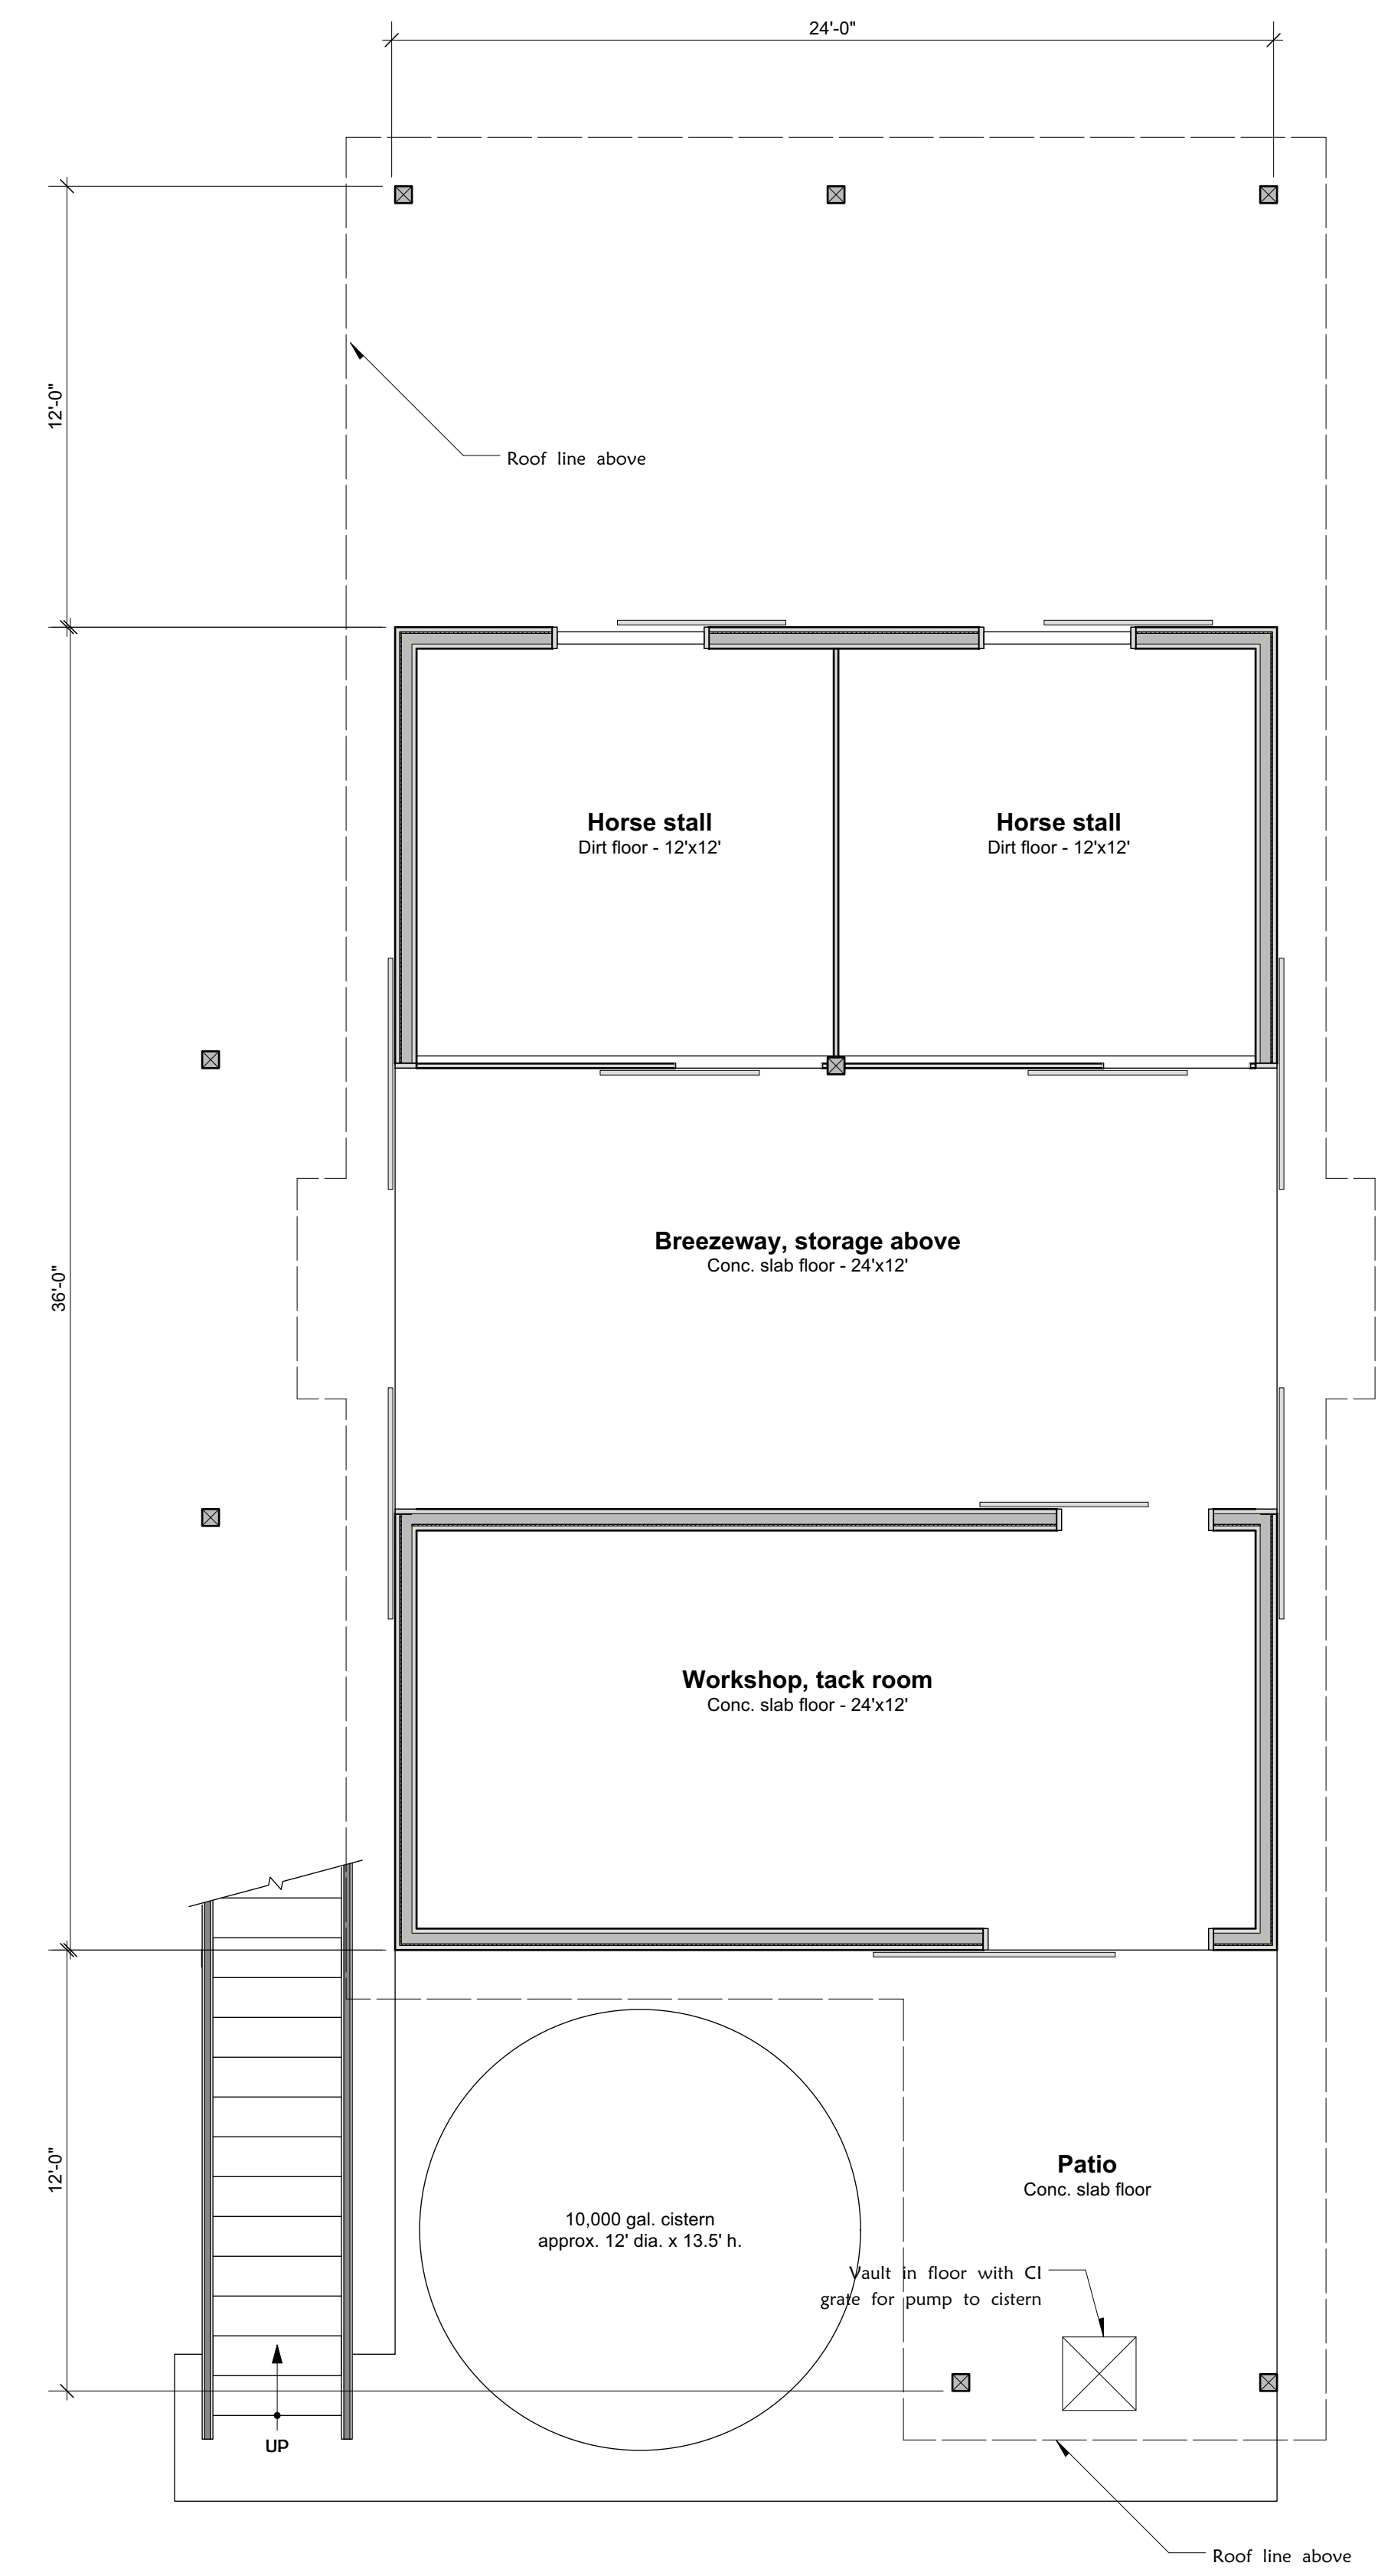 24'-0"
12'-0"
Roof line above
Horse stall
Dirt floor - 12'x12'
Horse stall
Dirt floor - 12'x12'
Breezeway, storage above
Conc. slab floor - 24'x12'
36'-0"
Workshop, tack room
Conc. slab floor - 24'x12'
12'-0"
Patio
Conc. slab floor
10,000 gal. cistern
approx. 12' dia. x 13.5' h.
Vault in floor with CI
grate for pump to cistern
UP
Roof line above